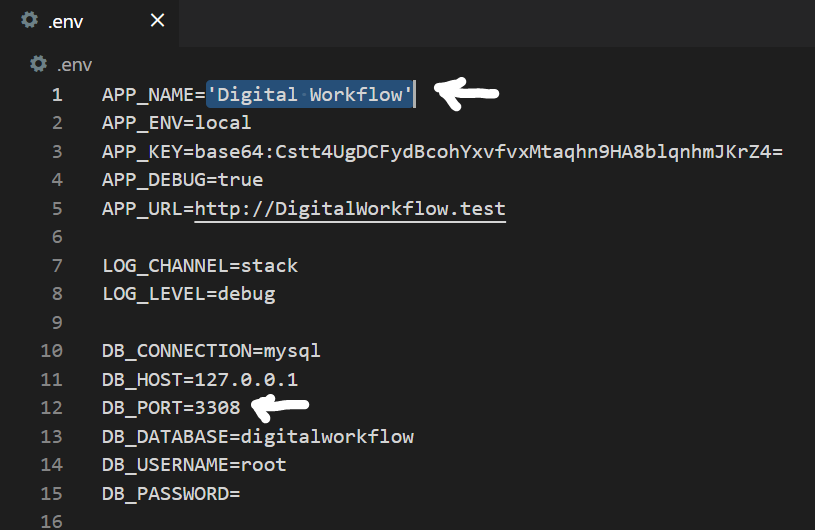 .env
.env
1 APP_NAME='Digital Workflow'
2 APP_ENV=local
3 APP_KEY=base64:Cstt4UgDCFydBcohYxvfvxMtaqhn9HA8blqnhmJKrZ4=
4 APP_DEBUG=true
5 APP_URL=http://DigitalWorkflow.test
6
7 LOG_CHANNEL=stack
8 LOG_LEVEL=debug
9
10 DB_CONNECTION=mysql
11 DB_HOST=127.0.0.1
12 DB_PORT=3308
13 DB_DATABASE=digitalworkflow
14 DB_USERNAME=root
15 DB_PASSWORD=
16